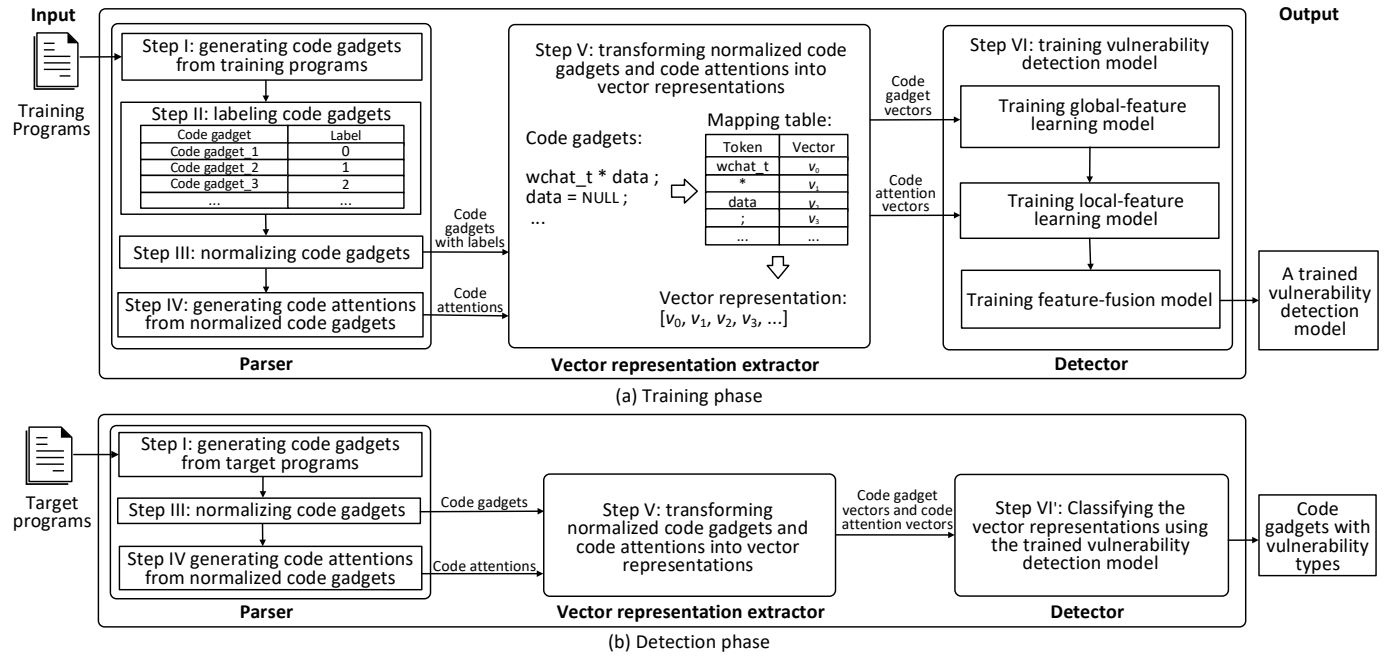 Input
Output
Training
Programs
Step I: generating code gadgets
from training programs
Step II: labeling code gadgets
Code gadget Label
Code gadget_1 0
Code gadget_2 1
Code gadget_3 2
... ...
Step III: normalizing code gadgets
Step IV: generating code attentions
from normalized code gadgets
Parser
Code
gadgets
with labels
Code
attentions
Step V: transforming normalized code
gadgets and code attentions into
vector representations
Code gadgets:
wchat_t * data ;
data = NULL ;
...
Mapping table:
Token Vector
wchat_t v0
* v1
data v2
; v3
... ...
Vector representation:
[v0, v1, v2, v3, ...]
Vector representation extractor
Code
gadget
vectors
Code
attention
vectors
Step VI: training vulnerability
detection model
Training global-feature
learning model
Training local-feature
learning model
Training feature-fusion model
Detector
A trained
vulnerability
detection
model
(a) Training phase
Target
programs
Step I: generating code gadgets
from target programs
Step III: normalizing code gadgets
Step IV generating code attentions
from normalized code gadgets
Parser
Code gadgets
Code attentions
Step V: transforming
normalized code gadgets and
code attentions into vector
representations
Vector representation extractor
Code gadget
vectors and code
attention vectors
Step VI': Classifying the
vector representations using
the trained vulnerability
detection model
Detector
Code
gadgets with
vulnerability
types
(b) Detection phase